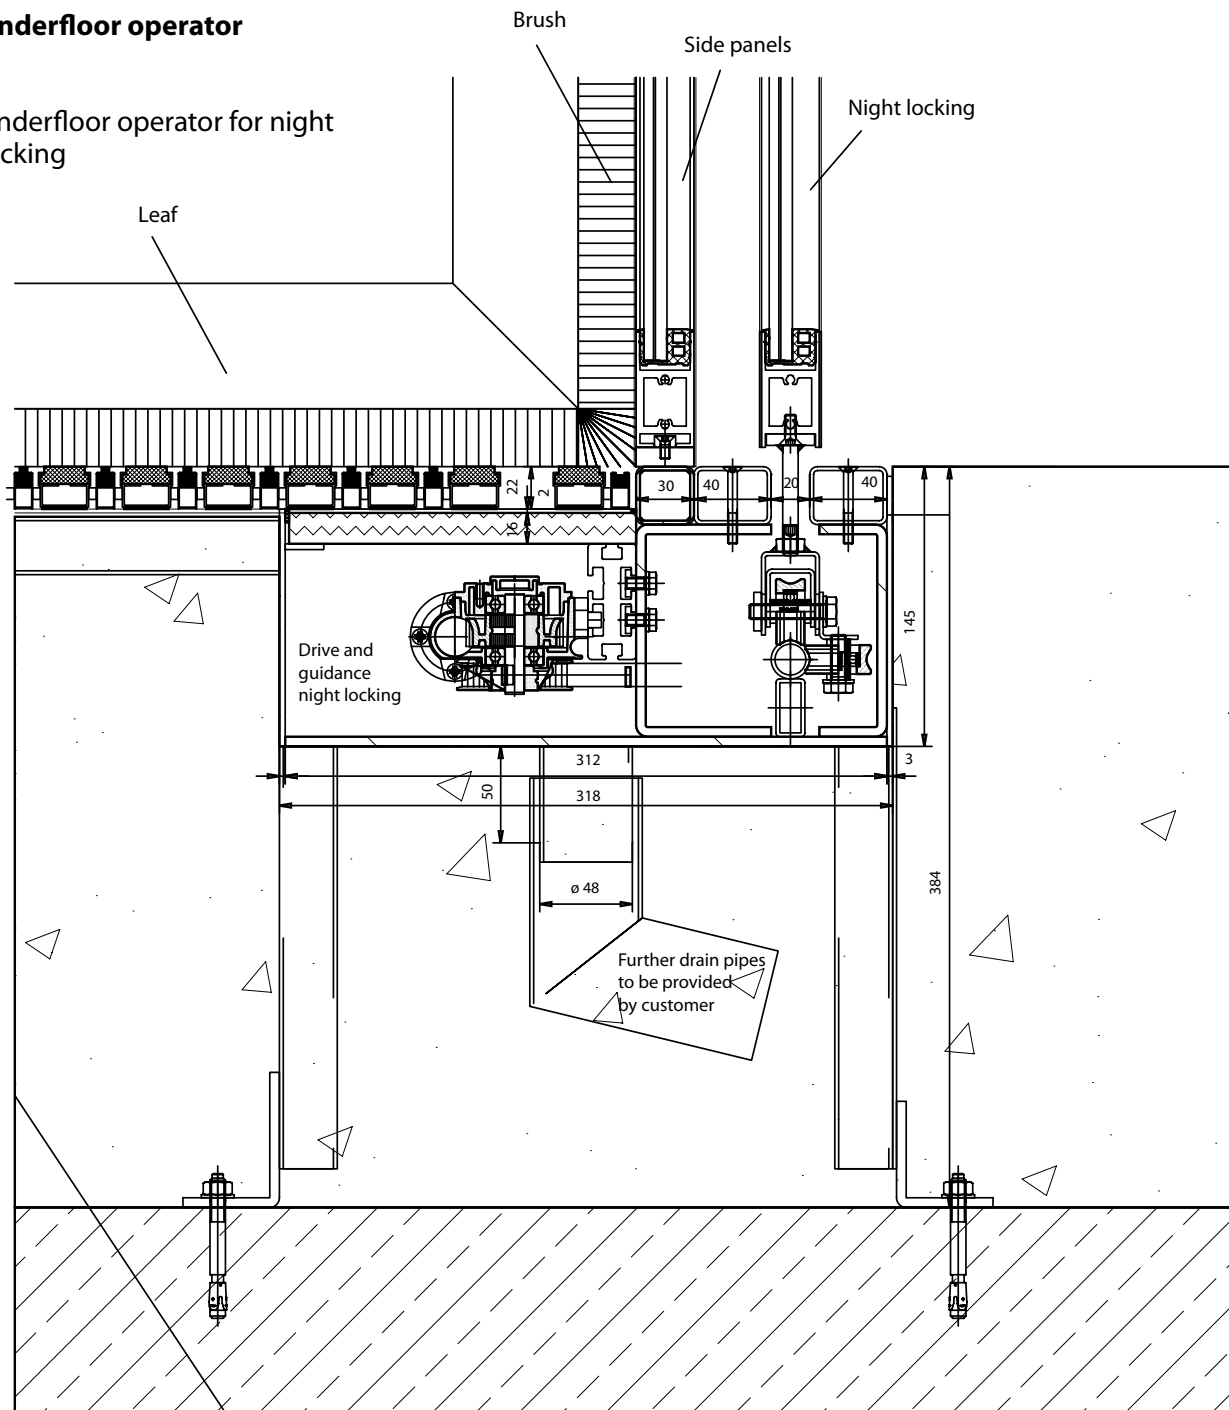 nderfloor operator
Brush
Side panels
Night locking
nderfloor operator for night
cking
Leaf
22
2
16
30
40
20
40
145
Drive and
guidance
night locking
312
3
50
318
384
ø 48
Further drain pipes
to be provided
by customer